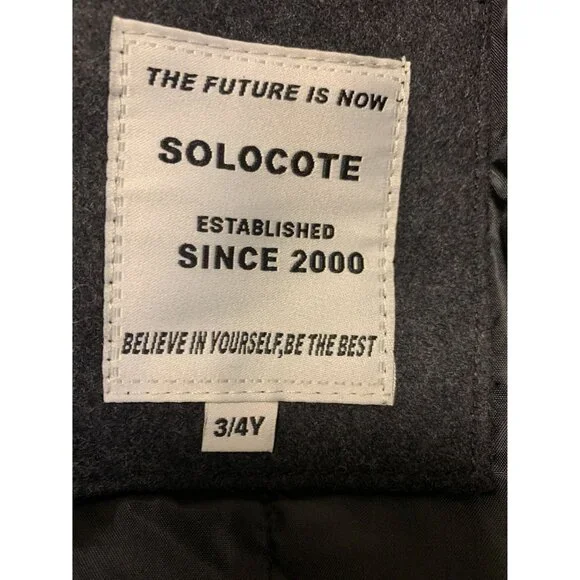 THE FUTURE IS NOW
SOLOCOTE
ESTABLISHED
SINCE 2000
BELIEVE IN YOURSELF,BE THE BEST
3/4Y